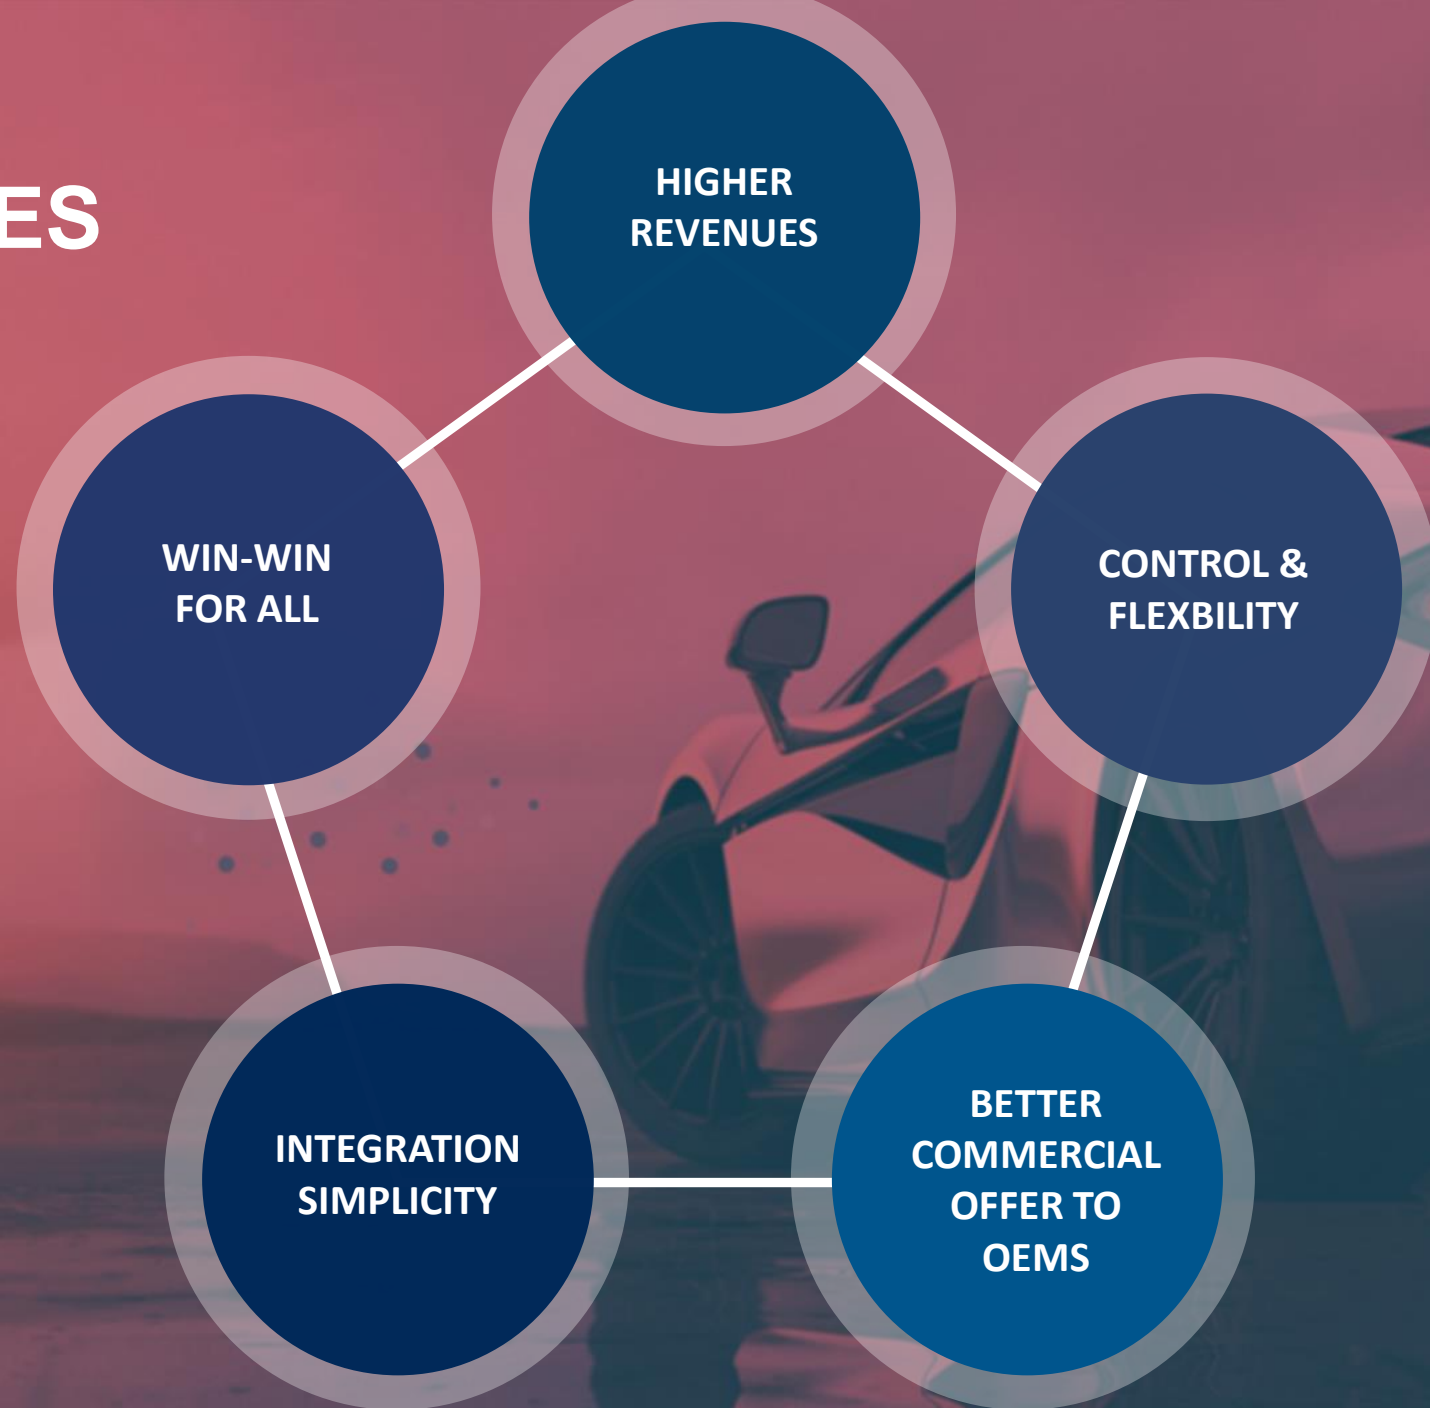 ES
HIGHER
REVENUES
WIN-WIN
FOR ALL
CONTROL &
FLEXBILITY
INTEGRATION
SIMPLICITY
BETTER
COMMERCIAL
OFFER TO
OEMS